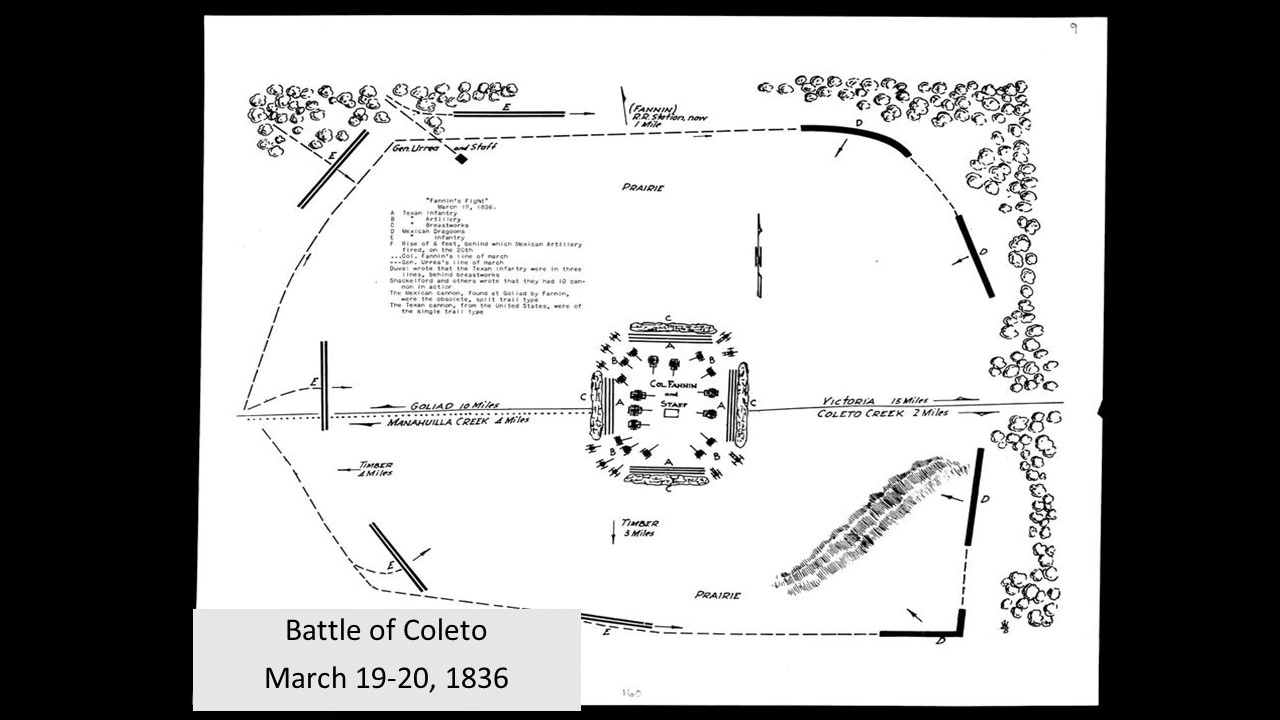 9
E
(FANNIN)
R.R. Station, now
1 Mile
D
Gen. Urrea and Staff
E
PRAIRIE
"Fannin's Fight"
March 19, 1836.
A Texan Infantry
B " Artillery
C " Breastworks
D Mexican Dragoons
E " Infantry
F Rise of 6 feet, behind which Mexican Artillery
fired, on the 20th
...Col. Fannin's line of march
---Gen. Urrea's line of march
Duval wrote that the Texan infantry were in three
lines, behind breastworks
Shackelford and others wrote that they had 10 can-
non in action
The Mexican cannon, found at Goliad by Fannin,
were the obsolete, split trail type
The Texan cannon, from the United States, were of
the single trail type
D
C
A
B
B
E
COL. FANNIN
and
STAFF
C
A
A
C
GOLIAD 10 Miles
VICTORIA 15 Miles
MANAHUILLA CREEK 4 Miles
COLETO CREEK 2 Miles
B
B
A
C
TIMBER
4 Miles
D
TIMBER
3 Miles
E
PRAIRIE
E
D
Battle of Coleto
March 19-20, 1836
160